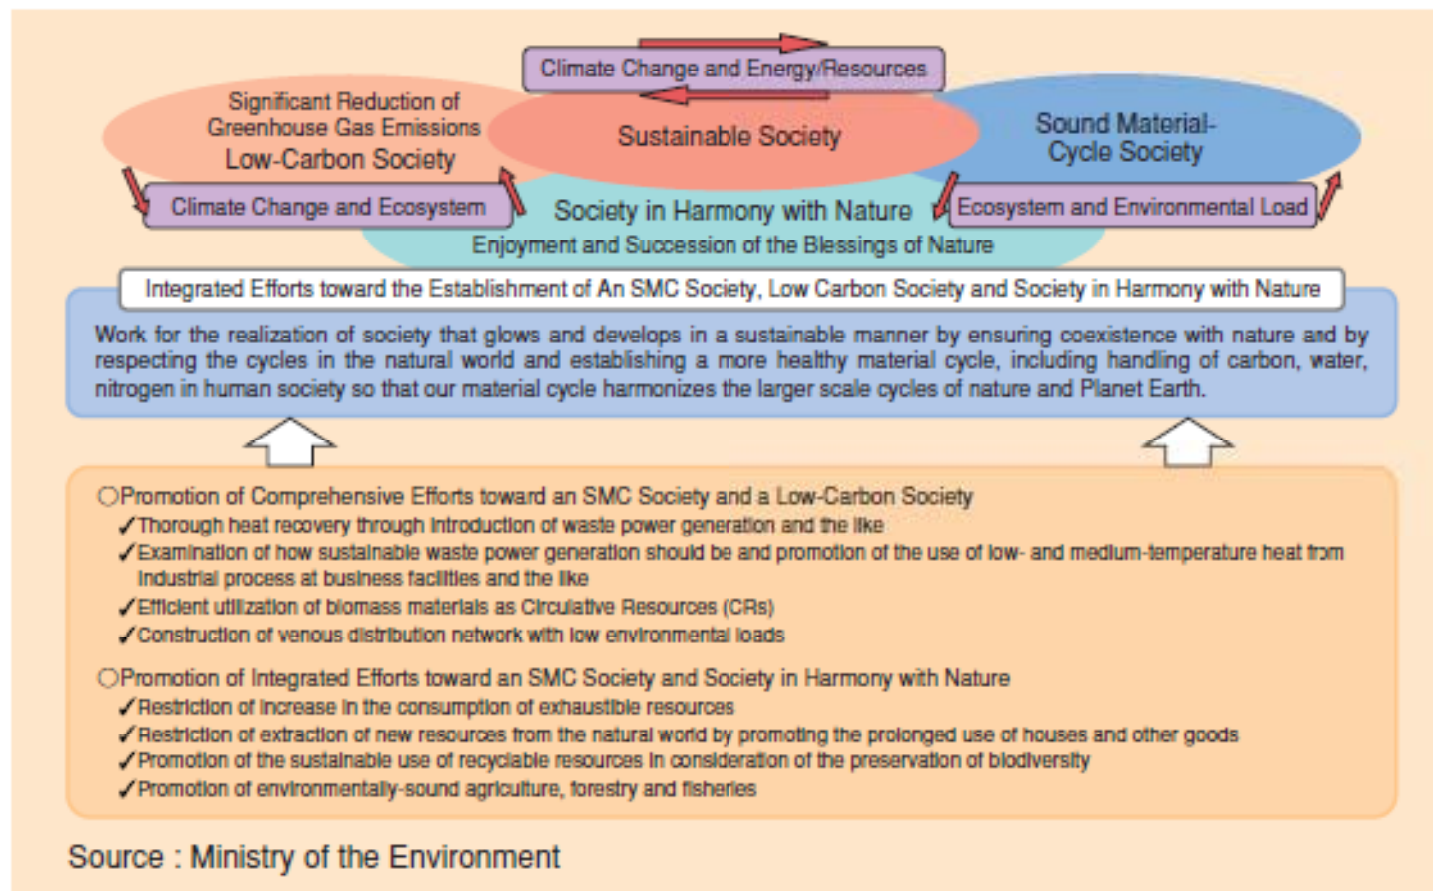 Climate Change and Energy/Resources
Significant Reduction of
Greenhouse Gas Emissions
Low-Carbon Society
Sustainable Society
Sound Material-
Cycle Society
Climate Change and Ecosystem
Society in Harmony with Nature
Ecosystem and Environmental Load
Enjoyment and Succession of the Blessings of Nature
Integrated Efforts toward the Establishment of An SMC Society, Low Carbon Society and Society in Harmony with Nature
Work for the realization of society that glows and develops in a sustainable manner by ensuring coexistence with nature and by
respecting the cycles in the natural world and establishing a more healthy material cycle, including handling of carbon, water,
nitrogen in human society so that our material cycle harmonizes the larger scale cycles of nature and Planet Earth.
○Promotion of Comprehensive Efforts toward an SMC Society and a Low-Carbon Society
✓Thorough heat recovery through introduction of waste power generation and the like
✓Examination of how sustainable waste power generation should be and promotion of the use of low- and medium-temperature heat from
industrial process at business facilities and the like
✓Efficient utilization of biomass materials as Circulative Resources (CRs)
✓Construction of venous distribution network with low environmental loads
○Promotion of Integrated Efforts toward an SMC Society and Society in Harmony with Nature
✓Restriction of increase in the consumption of exhaustible resources
✓Restriction of extraction of new resources from the natural world by promoting the prolonged use of houses and other goods
✓Promotion of the sustainable use of recyclable resources in consideration of the preservation of biodiversity
✓Promotion of environmentally-sound agriculture, forestry and fisheries
Source : Ministry of the Environment